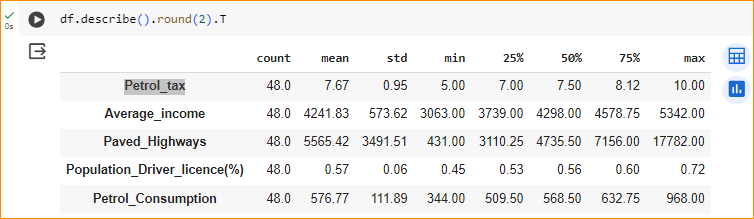 df.describe().round(2).T
0s
count mean std min 25% 50% 75% max
Petrol_tax 48.0 7.67 0.95 5.00 7.00 7.50 8.12 10.00
Average_income 48.0 4241.83 573.62 3063.00 3739.00 4298.00 4578.75 5342.00
Paved_Highways 48.0 5565.42 3491.51 431.00 3110.25 4735.50 7156.00 17782.00
Population_Driver_licence(%) 48.0 0.57 0.06 0.45 0.53 0.56 0.60 0.72
Petrol_Consumption 48.0 576.77 111.89 344.00 509.50 568.50 632.75 968.00